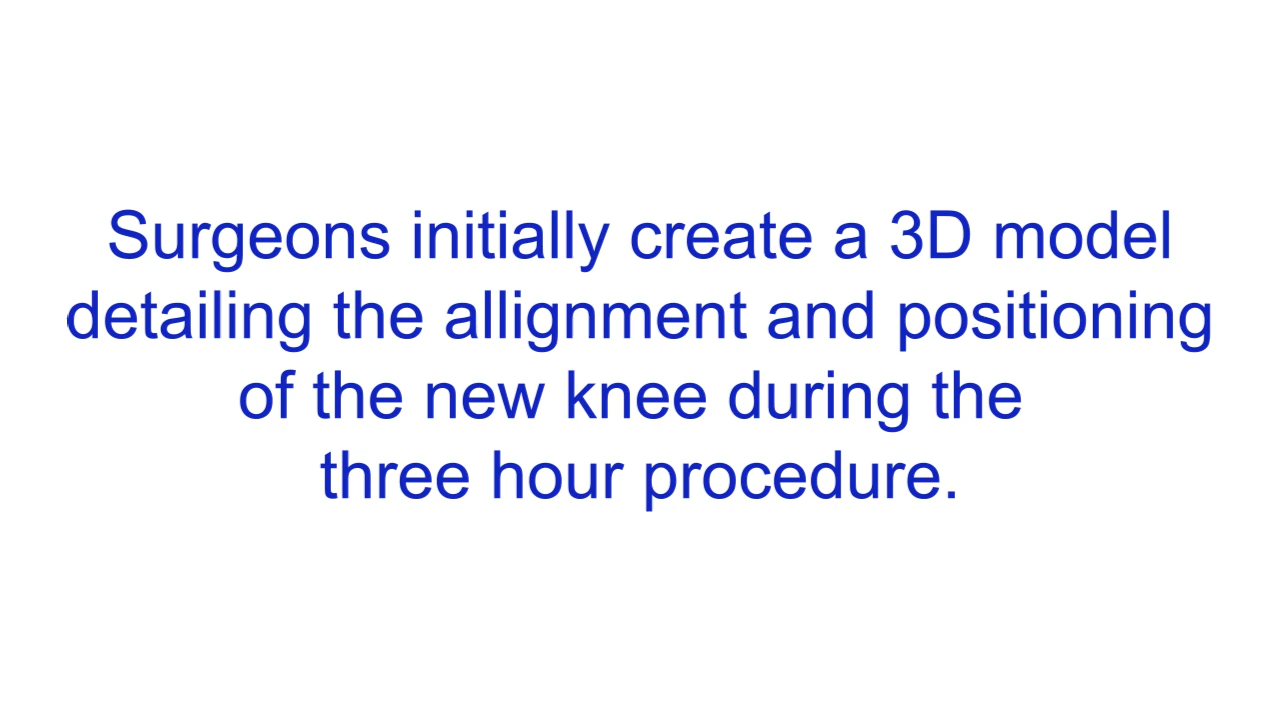 Surgeons initially create a 3D model
detailing the allignment and positioning
of the new knee during the
three hour procedure.